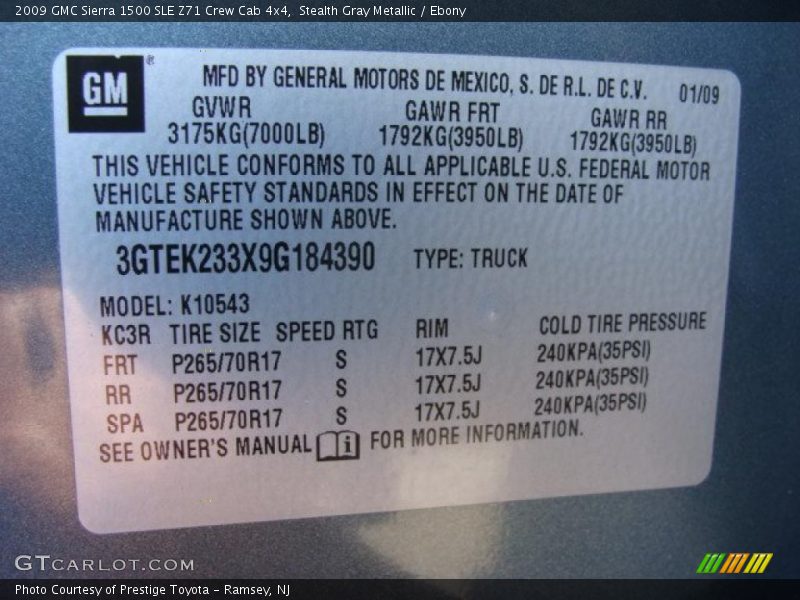 2009 GMC Sierra 1500 SLE Z71 Crew Cab 4x4, Stealth Gray Metallic / Ebony
GM ®
MFD BY GENERAL MOTORS DE MEXICO, S. DE R.L. DE C.V. 01/09
GVWR GAWR FRT GAWR RR
3175KG(7000LB) 1792KG(3950LB) 1792KG(3950LB)
THIS VEHICLE CONFORMS TO ALL APPLICABLE U.S. FEDERAL MOTOR
VEHICLE SAFETY STANDARDS IN EFFECT ON THE DATE OF
MANUFACTURE SHOWN ABOVE.
3GTEK233X9G184390 TYPE: TRUCK
MODEL: K10543
KC3R TIRE SIZE SPEED RTG RIM COLD TIRE PRESSURE
FRT P265/70R17 S 17X7.5J 240KPA(35PSI)
RR P265/70R17 S 17X7.5J 240KPA(35PSI)
SPA P265/70R17 S 17X7.5J 240KPA(35PSI)
SEE OWNER'S MANUAL i FOR MORE INFORMATION.
GTCARLOT.COM
Photo Courtesy of Prestige Toyota - Ramsey, NJ